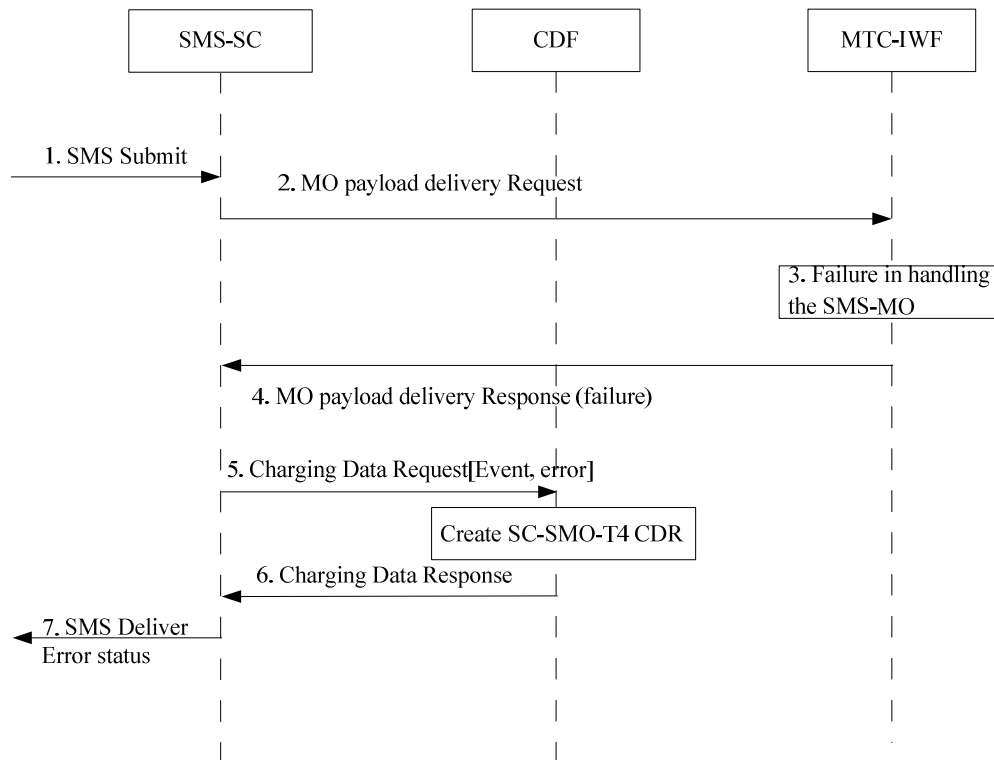 SMS-SC
CDF
MTC-IWF
1. SMS Submit
2. MO payload delivery Request
3. Failure in handling
the SMS-MO
4. MO payload delivery Response (failure)
5. Charging Data Request[Event, error]
Create SC-SMO-T4 CDR
6. Charging Data Response
7. SMS Deliver
Error status